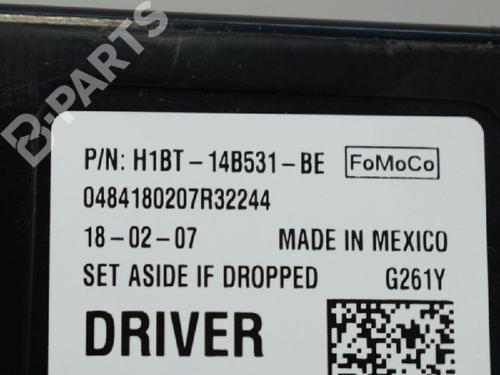 B-PARTS
P/N: H1BT-14B531-BE FoMoCo
0484180207R32244
18-02-07 MADE IN MEXICO
SET ASIDE IF DROPPED G261Y
DRIVER